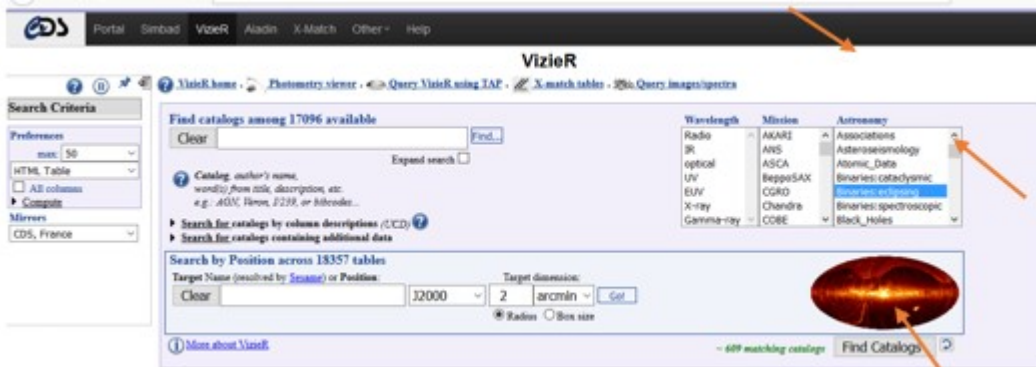 CDS Portal Simbad VizieR Aladin X-Match Other Help
VizieR
VizieR home . Photometry viewer . Query VizieR using TAP . X-match tables . Query images/spectra
Search Criteria
Preferences
max: 50
HTML Table
All columns
Compute
Mirrors
CDS, France
Find catalogs among 17096 available
Clear
Find...
Expand search
Catalog, author's name,
word(s) from title, description, etc.
e.g.: AGN, Veron, I/239, or bibcodes...
Search for catalogs by column descriptions (UCD)
Search for catalogs containing additional data
Wavelength
Radio
IR
optical
UV
EUV
X-ray
Gamma-ray
Mission
AKARI
ANS
ASCA
BeppoSAX
CGRO
Chandra
COBE
Astronomy
Associations
Asteroseismology
Atomic_Data
Binaries:cataclysmic
Binaries:eclipsing
Binaries:spectroscopic
Black_Holes
Search by Position across 18357 tables
Target Name (resolved by Sesame) or Position: Target dimension:
Clear J2000 2 arcmin Go!
Radius Box size
More about VizieR
~ 609 matching catalogs Find Catalogs